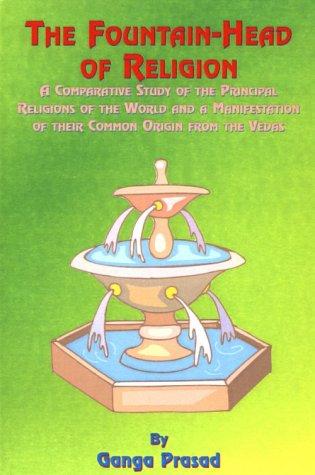 THE FOUNTAIN-HEAD
OF RELIGION
A COMPARATIVE STUDY OF THE PRINCIPAL
RELIGIONS OF THE WORLD AND A MANIFESTATION
OF THEIR COMMON ORIGIN FROM THE VEDAS
By
Ganga Prasad